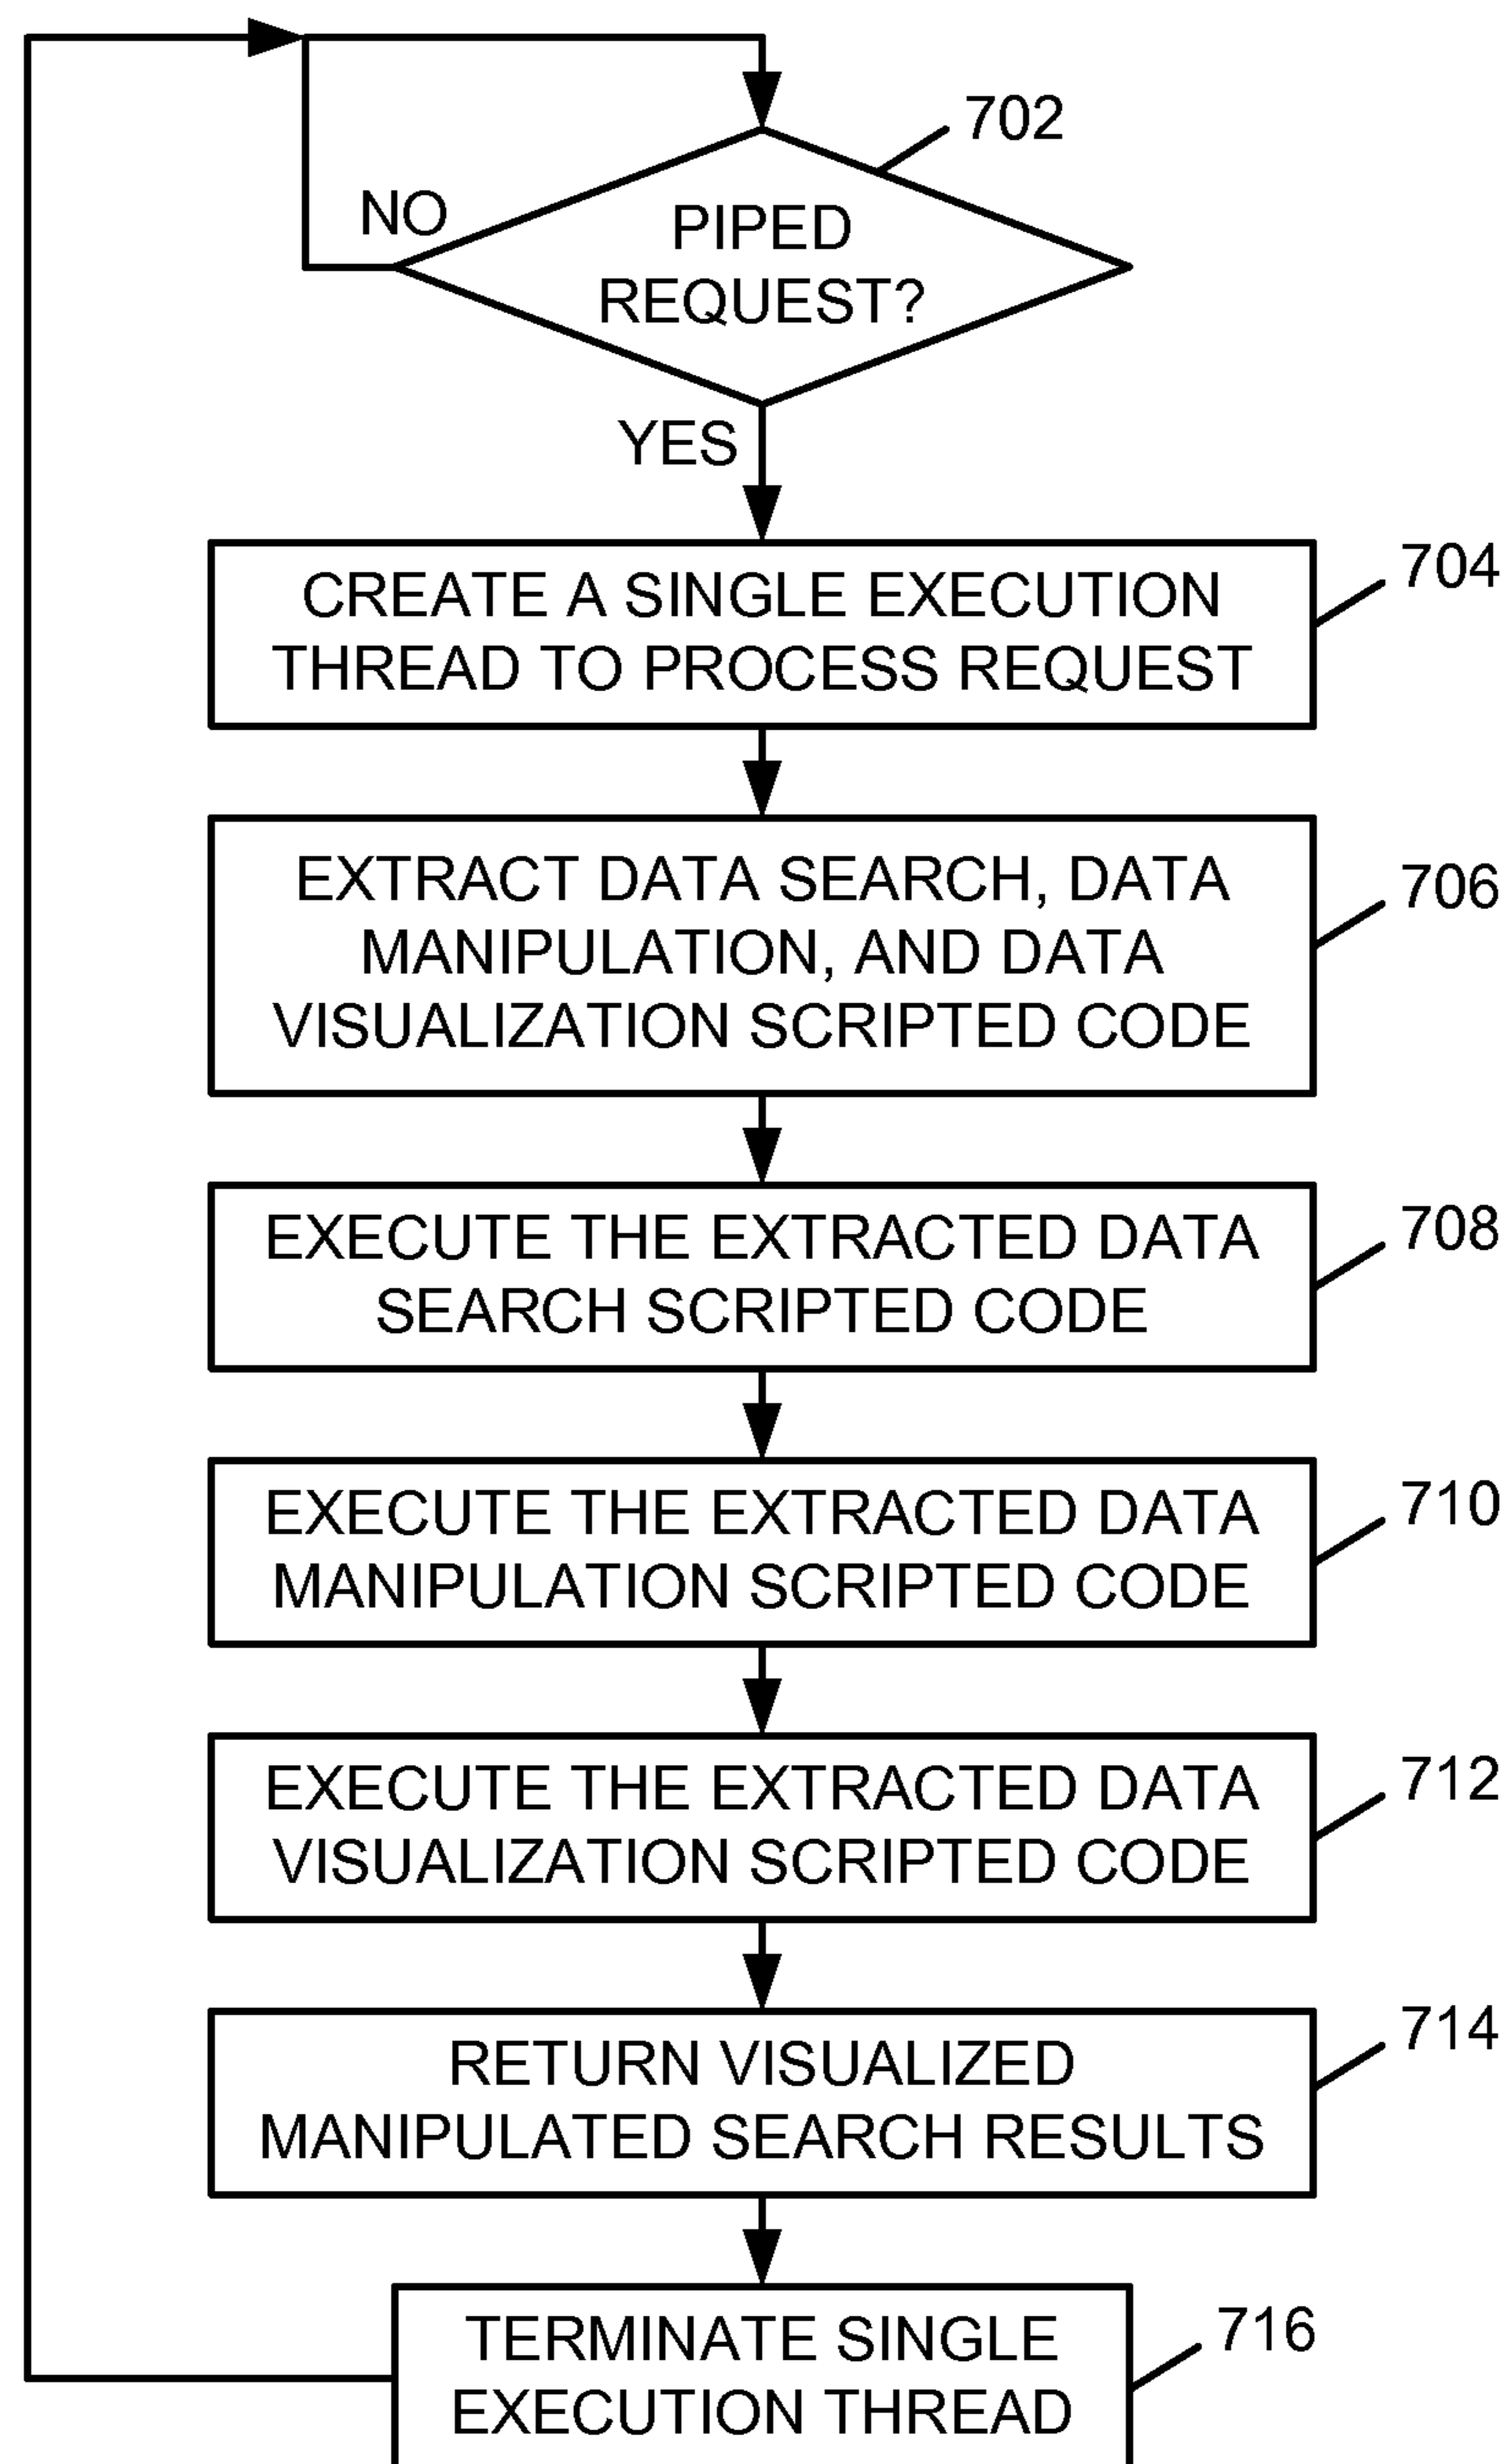 702
NO
PIPED
REQUEST?
YES
704
CREATE A SINGLE EXECUTION
THREAD TO PROCESS REQUEST
706
EXTRACT DATA SEARCH, DATA
MANIPULATION, AND DATA
VISUALIZATION SCRIPTED CODE
708
EXECUTE THE EXTRACTED DATA
SEARCH SCRIPTED CODE
710
EXECUTE THE EXTRACTED DATA
MANIPULATION SCRIPTED CODE
712
EXECUTE THE EXTRACTED DATA
VISUALIZATION SCRIPTED CODE
714
RETURN VISUALIZED
MANIPULATED SEARCH RESULTS
716
TERMINATE SINGLE
EXECUTION THREAD